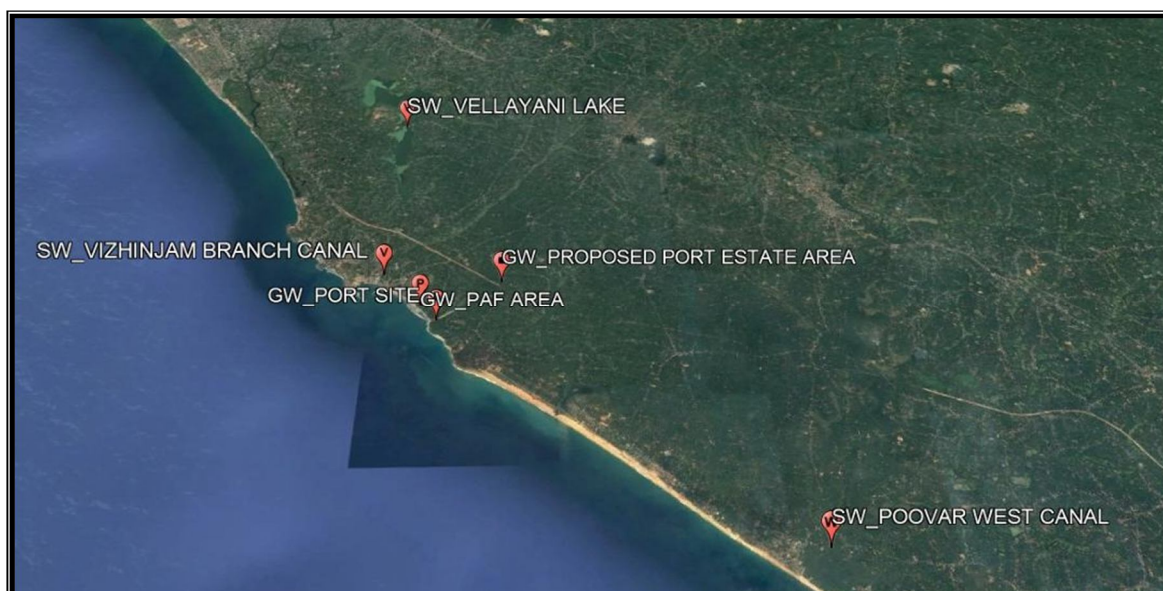 SW_VELLAYANI LAKE
SW_VIZHINJAM BRANCH CANAL
GW_PROPOSED PORT ESTATE AREA
GW_PORT SITE
GW_PAF AREA
SW_POOVAR WEST CANAL